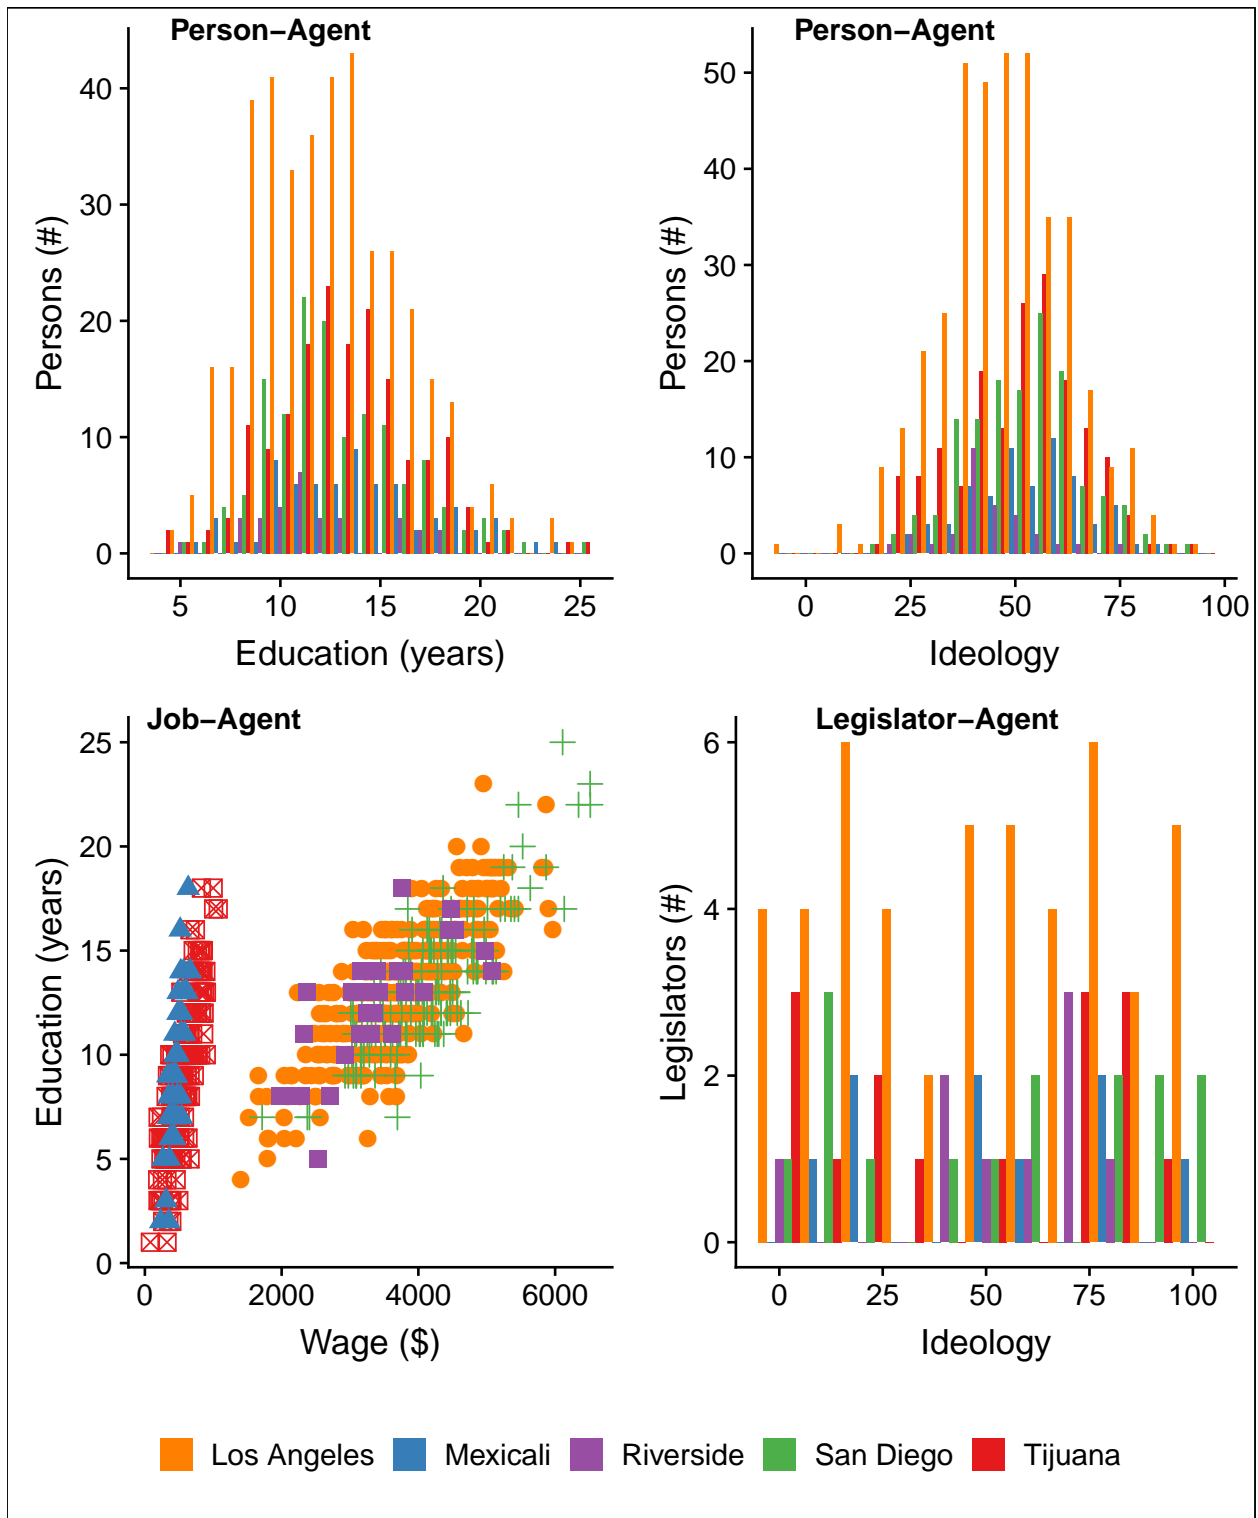 Person−Agent
Persons (#)
40
30
20
10
0
5 10 15 20 25
Education (years)
Person−Agent
Persons (#)
50
40
30
20
10
0
0 25 50 75 100
Ideology
Job−Agent
Education (years)
25
20
15
10
5
0
0 2000 4000 6000
Wage ($)
Legislator−Agent
Legislators (#)
6
4
2
0
0 25 50 75 100
Ideology
Los Angeles Mexicali Riverside San Diego Tijuana